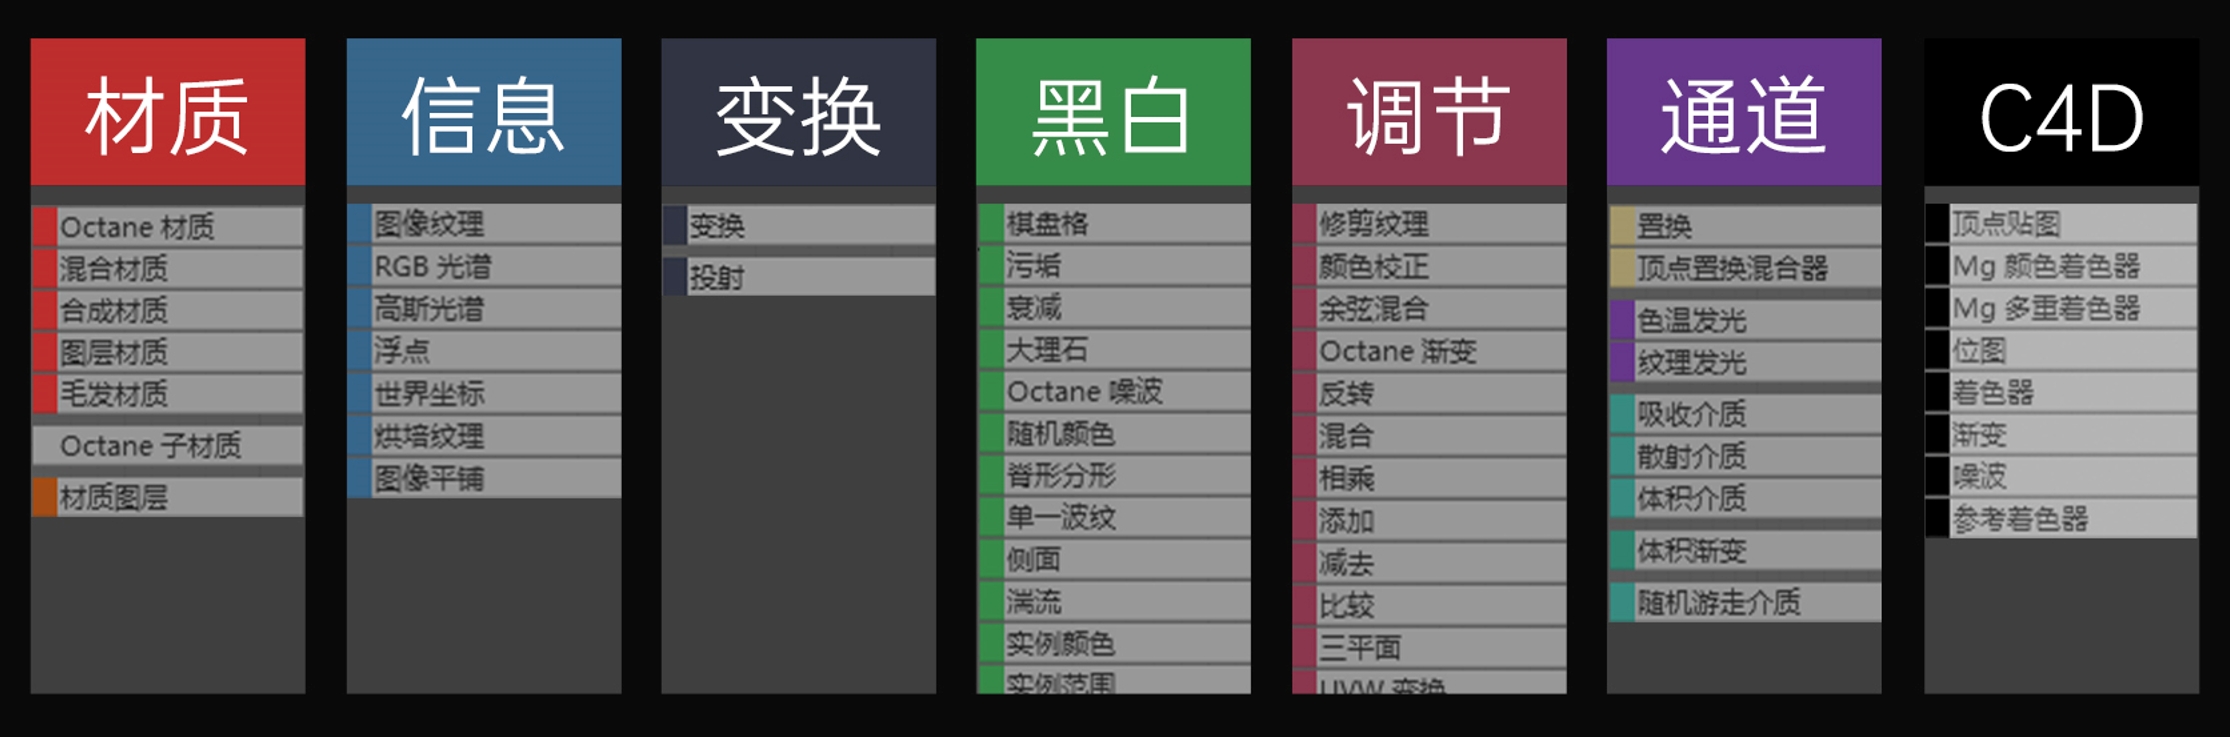 材质
Octane 材质
混合材质
合成材质
图层材质
毛发材质
Octane 子材质
材质图层
信息
图像纹理
RGB 光谱
高斯光谱
浮点
世界坐标
烘培纹理
图像平铺
变换
变换
投射
黑白
棋盘格
污垢
衰减
大理石
Octane 噪波
随机颜色
脊形分形
单一波纹
侧面
湍流
实例颜色
实例范围
调节
修剪纹理
颜色校正
余弦混合
Octane 渐变
反转
混合
相乘
添加
减去
比较
三平面
UVW 变换
通道
置换
顶点置换混合器
色温发光
纹理发光
吸收介质
散射介质
体积介质
体积渐变
随机游走介质
C4D
顶点贴图
Mg 颜色着色器
Mg 多重着色器
位图
着色器
渐变
噪波
参考着色器